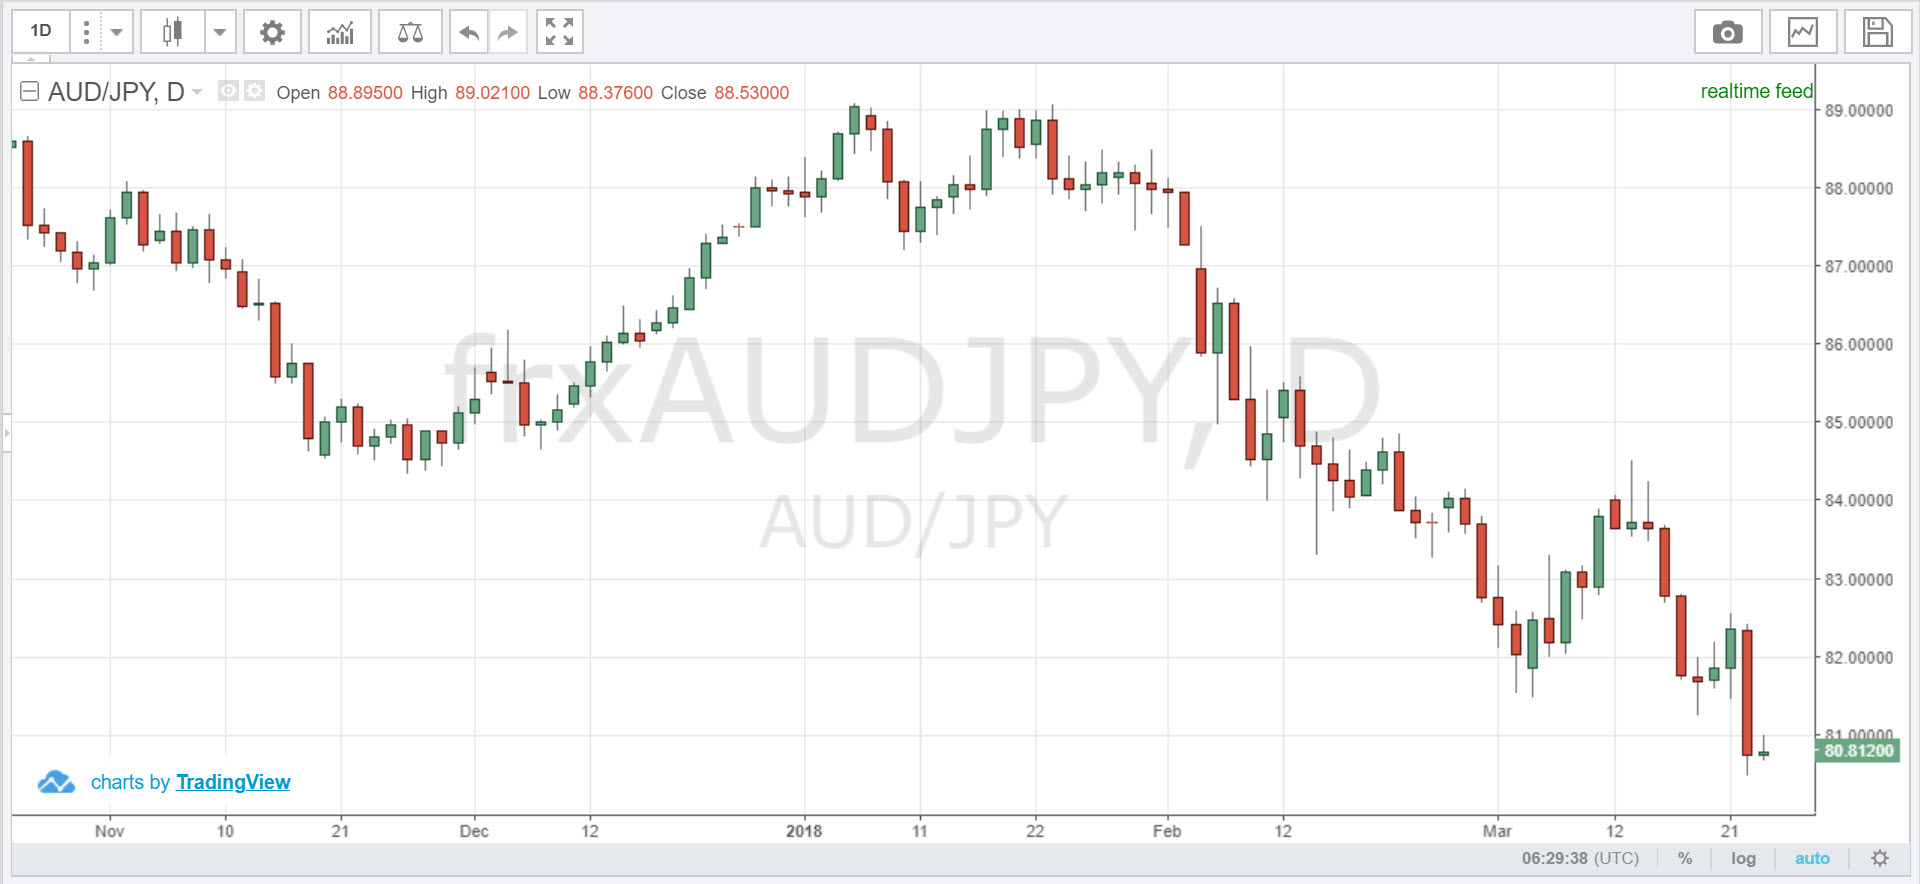 1D
AUD/JPY, D Open 88.89500 High 89.02100 Low 88.37600 Close 88.53000
realtime feed
89.00000
88.00000
87.00000
86.00000
85.00000
84.00000
83.00000
82.00000
81.00000
80.81200
frxAUDJPY, D
AUD/JPY
charts by TradingView
Nov 10 21 Dec 12 2018 11 22 Feb 12 Mar 12 21
06:29:38 (UTC) % log auto